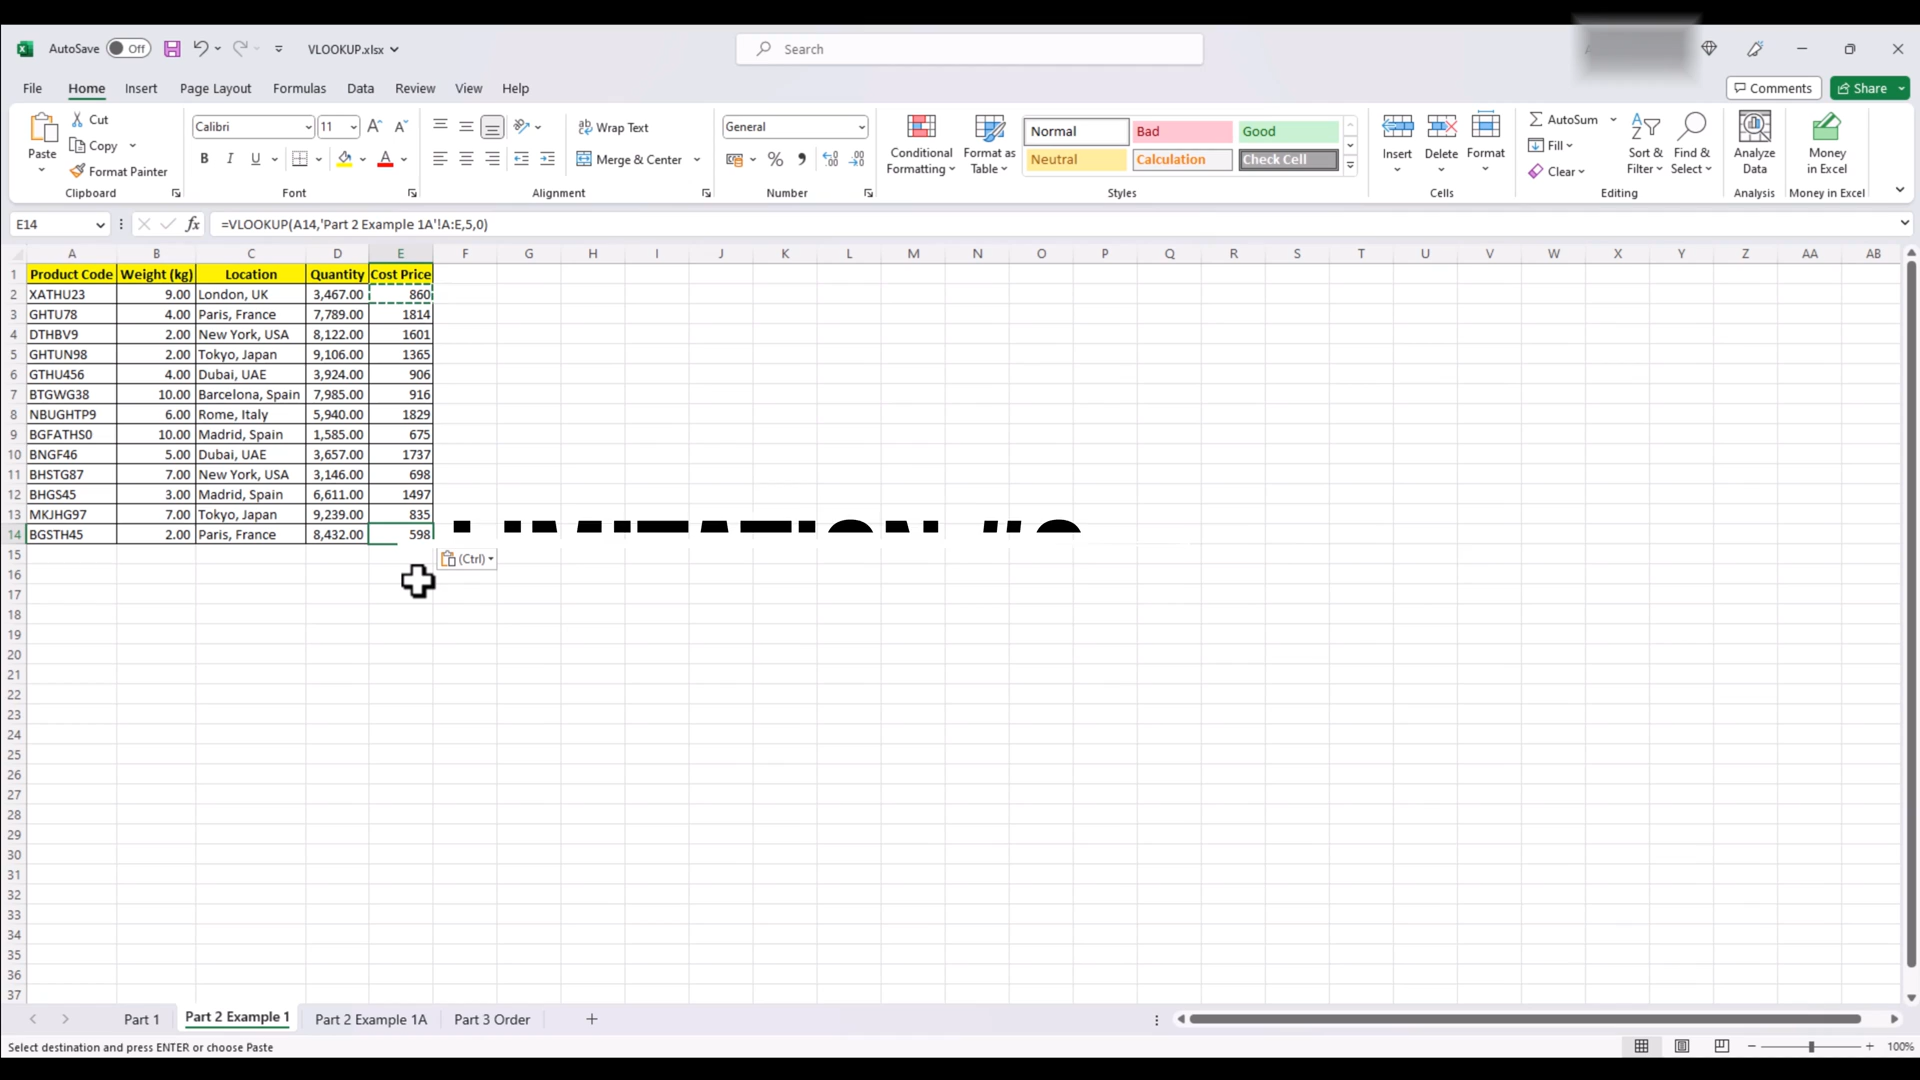 AutoSave Off VLOOKUP.xlsx Search
File Home Insert Page Layout Formulas Data Review View Help Comments Share
Paste Cut Copy Format Painter Clipboard
Calibri 11 B I U Font
Wrap Text Merge & Center Alignment
General % Number
Conditional Formatting Format as Table Normal Bad Good Neutral Calculation Check Cell Styles
Insert Delete Format Cells
AutoSum Fill Clear Sort & Filter Find & Select Editing
Analyze Data Analysis
Money in Excel Money in Excel
E14 fx =VLOOKUP(A14,'Part 2 Example 1A'!A:E,5,0)
A B C D E F G H I J K L M N O P Q R S T U V W X Y Z AA AB
1 Product Code Weight (kg) Location Quantity Cost Price
2 XATHU23 9.00 London, UK 3,467.00 860
3 GHTU78 4.00 Paris, France 7,789.00 1814
4 DTHBV9 2.00 New York, USA 8,122.00 1601
5 GHTUN98 2.00 Tokyo, Japan 9,106.00 1365
6 GTHU456 4.00 Dubai, UAE 3,924.00 906
7 BTGWG38 10.00 Barcelona, Spain 7,985.00 916
8 NBUGHTP9 6.00 Rome, Italy 5,940.00 1829
9 BGFATHS0 10.00 Madrid, Spain 1,585.00 675
10 BNGF46 5.00 Dubai, UAE 3,657.00 1737
11 BHSTG87 7.00 New York, USA 3,146.00 698
12 BHGS45 3.00 Madrid, Spain 6,611.00 1497
13 MKJHG97 7.00 Tokyo, Japan 9,239.00 835
14 BGSTH45 2.00 Paris, France 8,432.00 598
15 (Ctrl)
16
17
18
19
20
21
22
23
24
25
26
27
28
29
30
31
32
33
34
35
36
37
Part 1 Part 2 Example 1 Part 2 Example 1A Part 3 Order
Select destination and press ENTER or choose Paste 100%